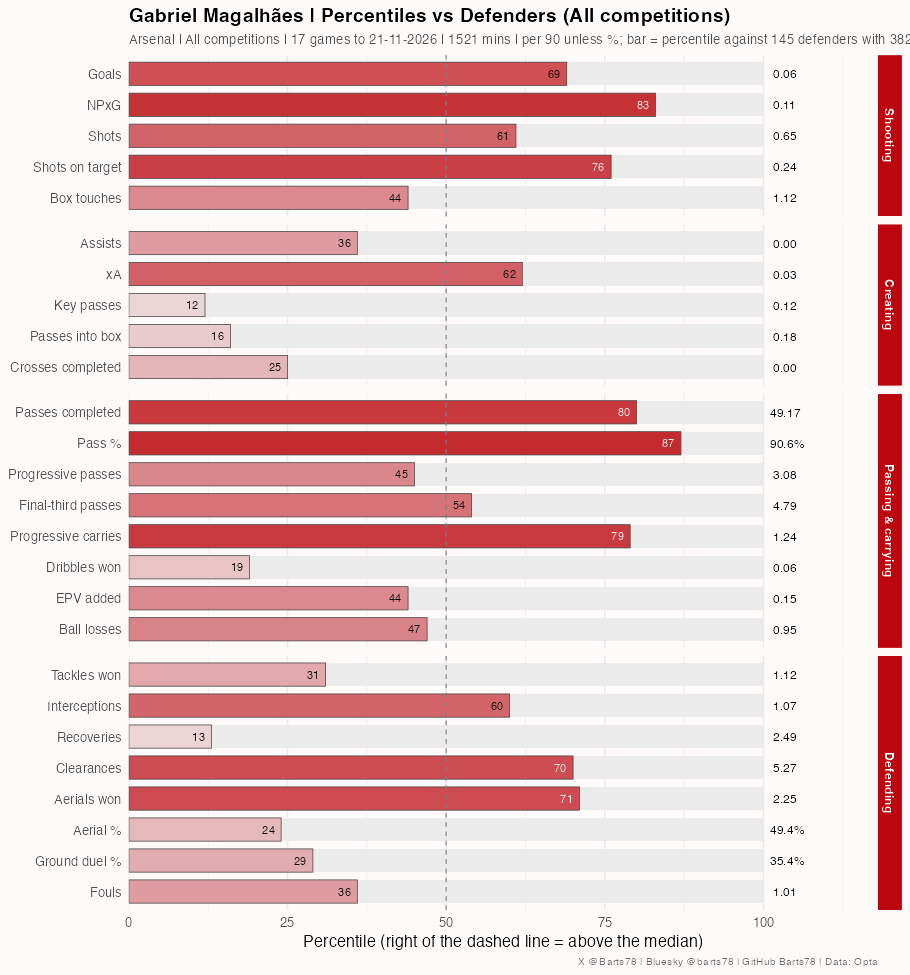 Gabriel Magalhães | Percentiles vs Defenders (All competitions)
Arsenal | All competitions | 17 games to 21-11-2026 | 1521 mins | per 90 unless %; bar = percentile against 145 defenders with 382
Goals 69 0.06
NPxG 83 0.11
Shots 61 0.65
Shots on target 76 0.24
Box touches 44 1.12
Shooting
Assists 36 0.00
xA 62 0.03
Key passes 12 0.12
Passes into box 16 0.18
Crosses completed 25 0.00
Creating
Passes completed 80 49.17
Pass % 87 90.6%
Progressive passes 45 3.08
Final-third passes 54 4.79
Progressive carries 79 1.24
Dribbles won 19 0.06
EPV added 44 0.15
Ball losses 47 0.95
Passing & carrying
Tackles won 31 1.12
Interceptions 60 1.07
Recoveries 13 2.49
Clearances 70 5.27
Aerials won 71 2.25
Aerial % 24 49.4%
Ground duel % 29 35.4%
Fouls 36 1.01
Defending
0 25 50 75 100
Percentile (right of the dashed line = above the median)
X @Barts78 | Bluesky @barts78 | GitHub Barts78 | Data: Opta